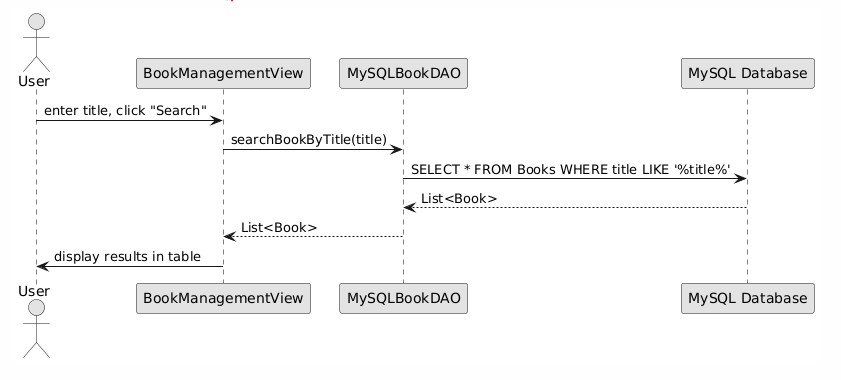 User
BookManagementView
MySQLBookDAO
MySQL Database
enter title, click "Search"
searchBookByTitle(title)
SELECT * FROM Books WHERE title LIKE '%title%'
List<Book>
List<Book>
display results in table
User
BookManagementView
MySQLBookDAO
MySQL Database